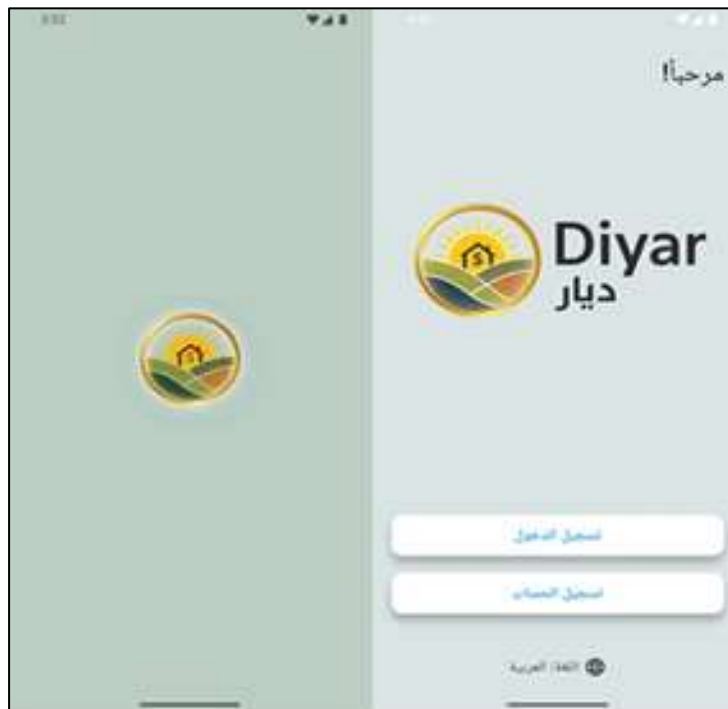 مرحباً!
Diyar
ديار
تسجيل الدخول
تسجيل الحساب
اللغة: العربية